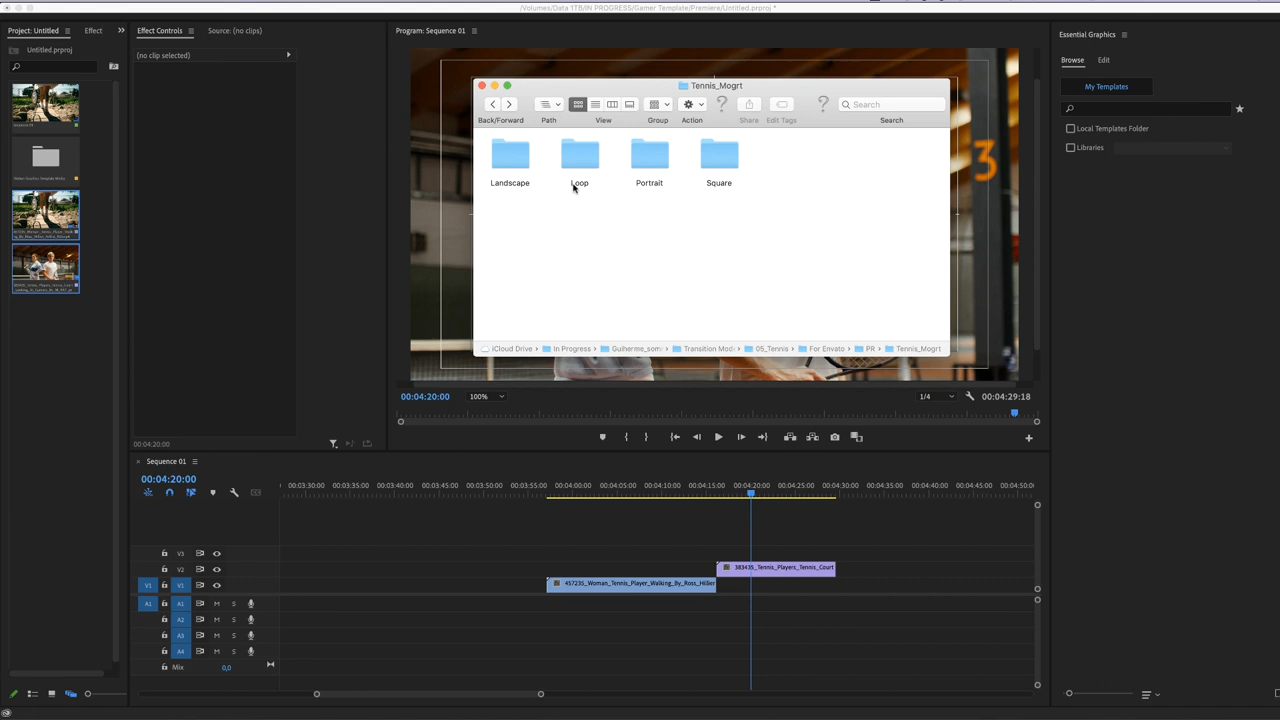 /Volumes/Data 1TB/IN PROGRESS/Gamer Template/Premiere/Untitled.prproj *
Project: Untitled
Effect
Effect Controls
Source: (no clips)
Program: Sequence 01
Essential Graphics
Untitled.prproj
(no clip selected)
Browse
Edit
My Templates
Local Templates Folder
Libraries
Tennis_Mogrt
Search
Back/Forward
Path
View
Group
Action
Share
Edit Tags
Search
Landscape
Loop
Portrait
Square
3
iCloud Drive
In Progress
Guiherme_som
Transition Mod
05_Tennis
For Envato
PR
Tennis_Mogrt
00:04:20:00
100%
1/4
00:04:29:18
00:04:20:00
Sequence 01
00:04:20:00
00:03:30:00 00:03:35:00 00:03:40:00 00:03:45:00 00:03:50:00 00:03:55:00 00:04:00:00 00:04:05:00 00:04:10:00 00:04:15:00 00:04:20:00 00:04:25:00 00:04:30:00 00:04:35:00 00:04:40:00 00:04:45:00 00:04:50:00
V3
V2
383435_Tennis_Players_Tennis_Court
V1 V1
457235_Woman_Tennis_Player_Walking_By_Ross_Hillier
A1 A1 M S
A2 M S
A3 M S
A4 M S
Mix 0,0